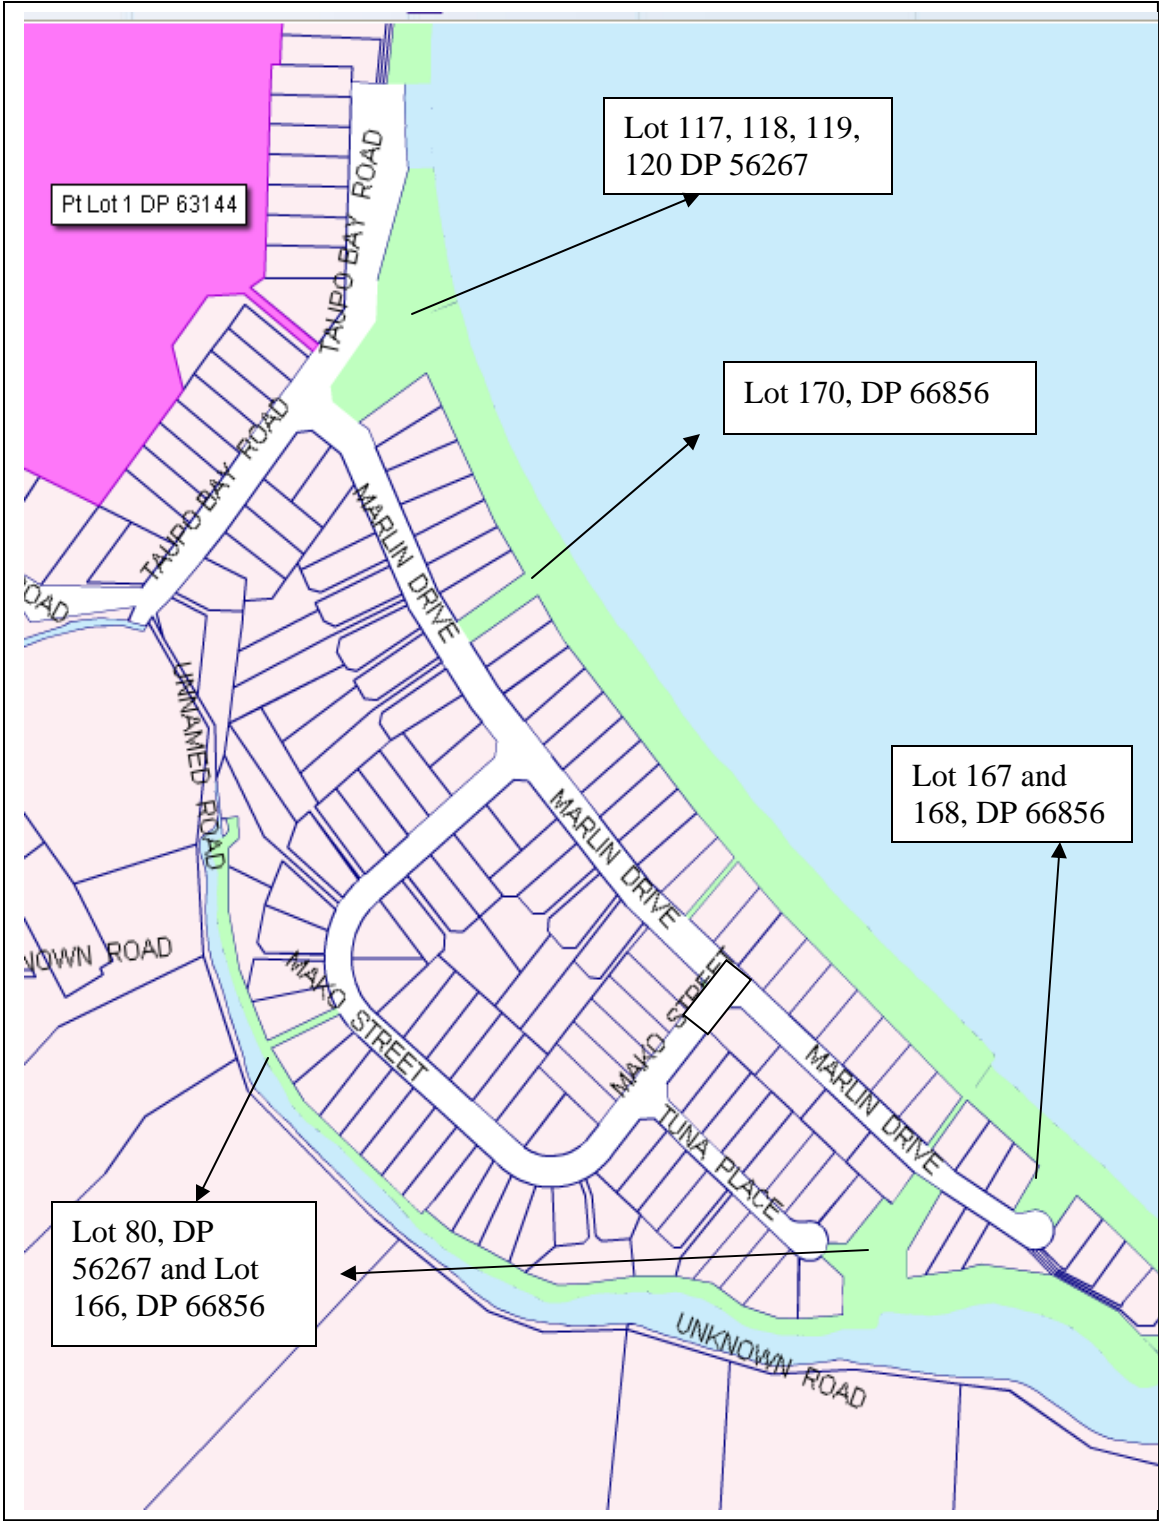 Lot 117, 118, 119,
120 DP 56267
Pt Lot 1 DP 63144
TAUPO BAY ROAD
Lot 170, DP 66856
TAUPO BAY ROAD
MARLIN DRIVE
OAD
UNNAMED ROAD
Lot 167 and
168, DP 66856
MARLIN DRIVE
NOWN ROAD
MAKO STREET
MAKO STREET
MARLIN DRIVE
TUNA PLACE
Lot 80, DP
56267 and Lot
166, DP 66856
UNKNOWN ROAD